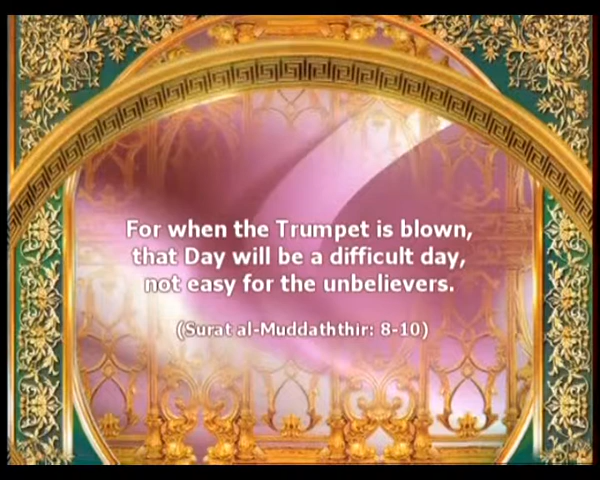 For when the Trumpet is blown,
that Day will be a difficult day,
not easy for the unbelievers.
(Surat al-Muddaththir: 8-10)